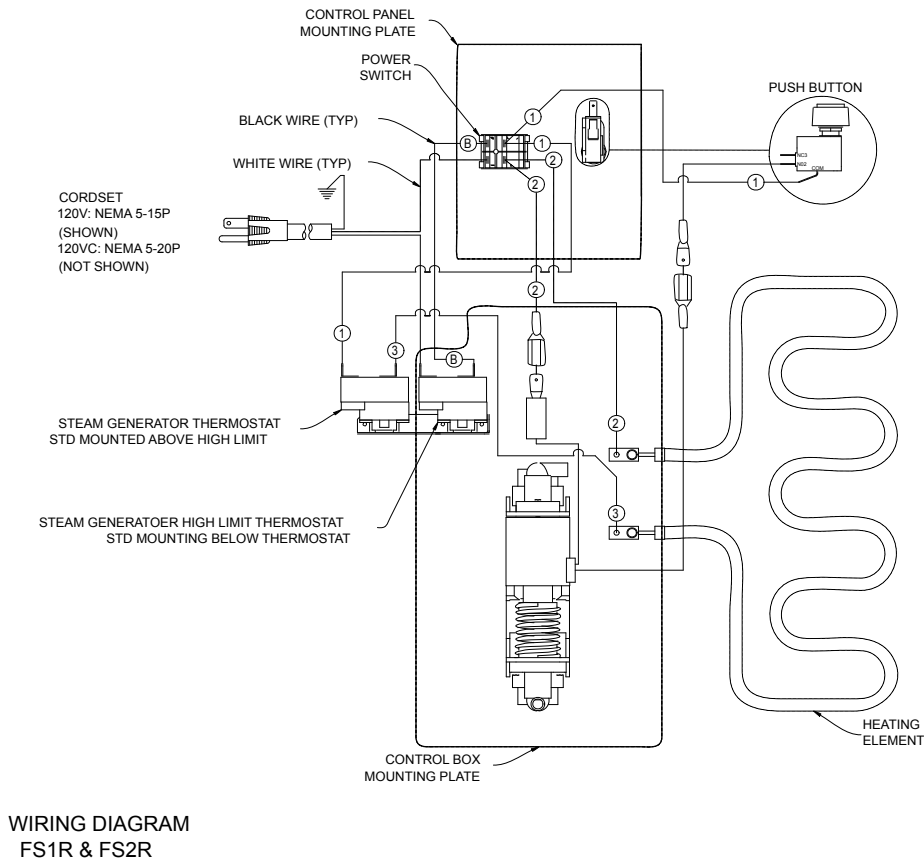 CONTROL PANEL
MOUNTING PLATE
POWER
SWITCH
PUSH BUTTON
BLACK WIRE (TYP)
WHITE WIRE (TYP)
B
1
1
2
2
NC3
N02
COM
1
CORDSET
120V: NEMA 5-15P
(SHOWN)
120VC: NEMA 5-20P
(NOT SHOWN)
2
1
3
B
STEAM GENERATOR THERMOSTAT
STD MOUNTED ABOVE HIGH LIMIT
2
STEAM GENERATOER HIGH LIMIT THERMOSTAT
STD MOUNTING BELOW THERMOSTAT
3
HEATING
ELEMENT
CONTROL BOX
MOUNTING PLATE
WIRING DIAGRAM
FS1R & FS2R